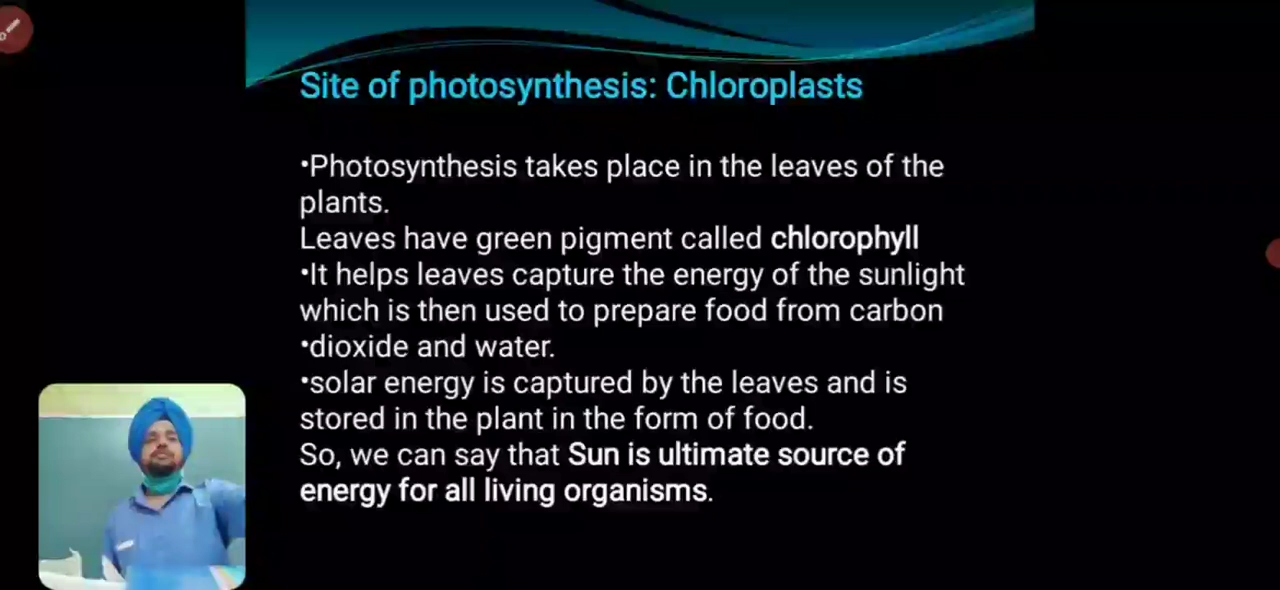 Site of photosynthesis: Chloroplasts
•Photosynthesis takes place in the leaves of the
plants.
Leaves have green pigment called chlorophyll
•It helps leaves capture the energy of the sunlight
which is then used to prepare food from carbon
•dioxide and water.
•solar energy is captured by the leaves and is
stored in the plant in the form of food.
So, we can say that Sun is ultimate source of
energy for all living organisms.